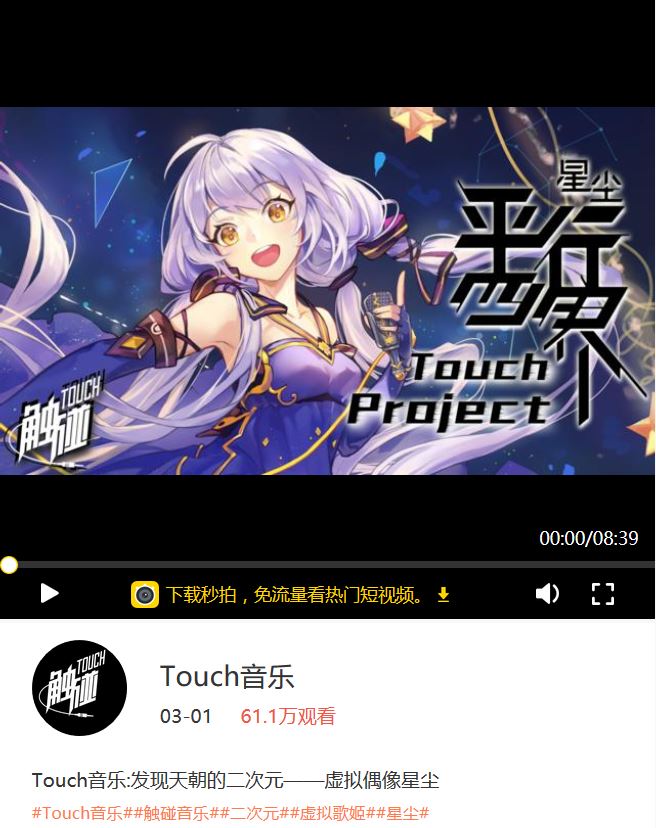 星尘
平行四界
Touch
Project
触碰 TOUCH
00:00/08:39
下载秒拍，免流量看热门短视频。
触碰 TOUCH
Touch音乐
03-01 61.1万观看
Touch音乐:发现天朝的二次元——虚拟偶像星尘
#Touch音乐##触碰音乐##二次元##虚拟歌姬##星尘#